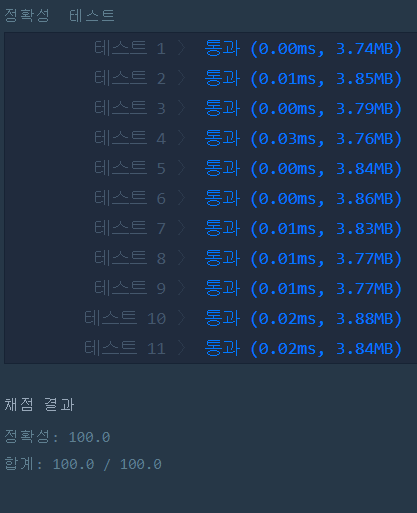 정확성 테스트
테스트 1 〉 통과 (0.00ms, 3.74MB)
테스트 2 〉 통과 (0.01ms, 3.85MB)
테스트 3 〉 통과 (0.00ms, 3.79MB)
테스트 4 〉 통과 (0.03ms, 3.76MB)
테스트 5 〉 통과 (0.00ms, 3.84MB)
테스트 6 〉 통과 (0.00ms, 3.86MB)
테스트 7 〉 통과 (0.01ms, 3.83MB)
테스트 8 〉 통과 (0.01ms, 3.77MB)
테스트 9 〉 통과 (0.01ms, 3.77MB)
테스트 10 〉 통과 (0.02ms, 3.88MB)
테스트 11 〉 통과 (0.02ms, 3.84MB)
채점 결과
정확성: 100.0
합계: 100.0 / 100.0